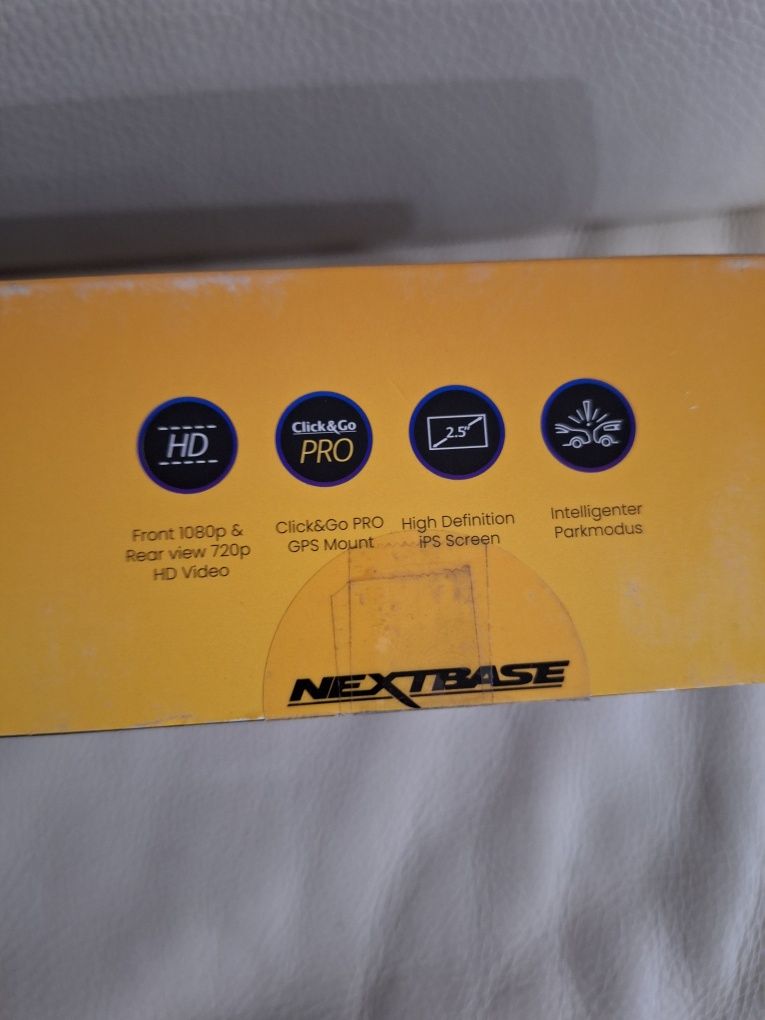 HD
Click&Go
PRO
2.5"
Front 1080p &
Rear view 720p
HD Video
Click&Go PRO
GPS Mount
High Definition
iPS Screen
Intelligenter
Parkmodus
NEXTBASE